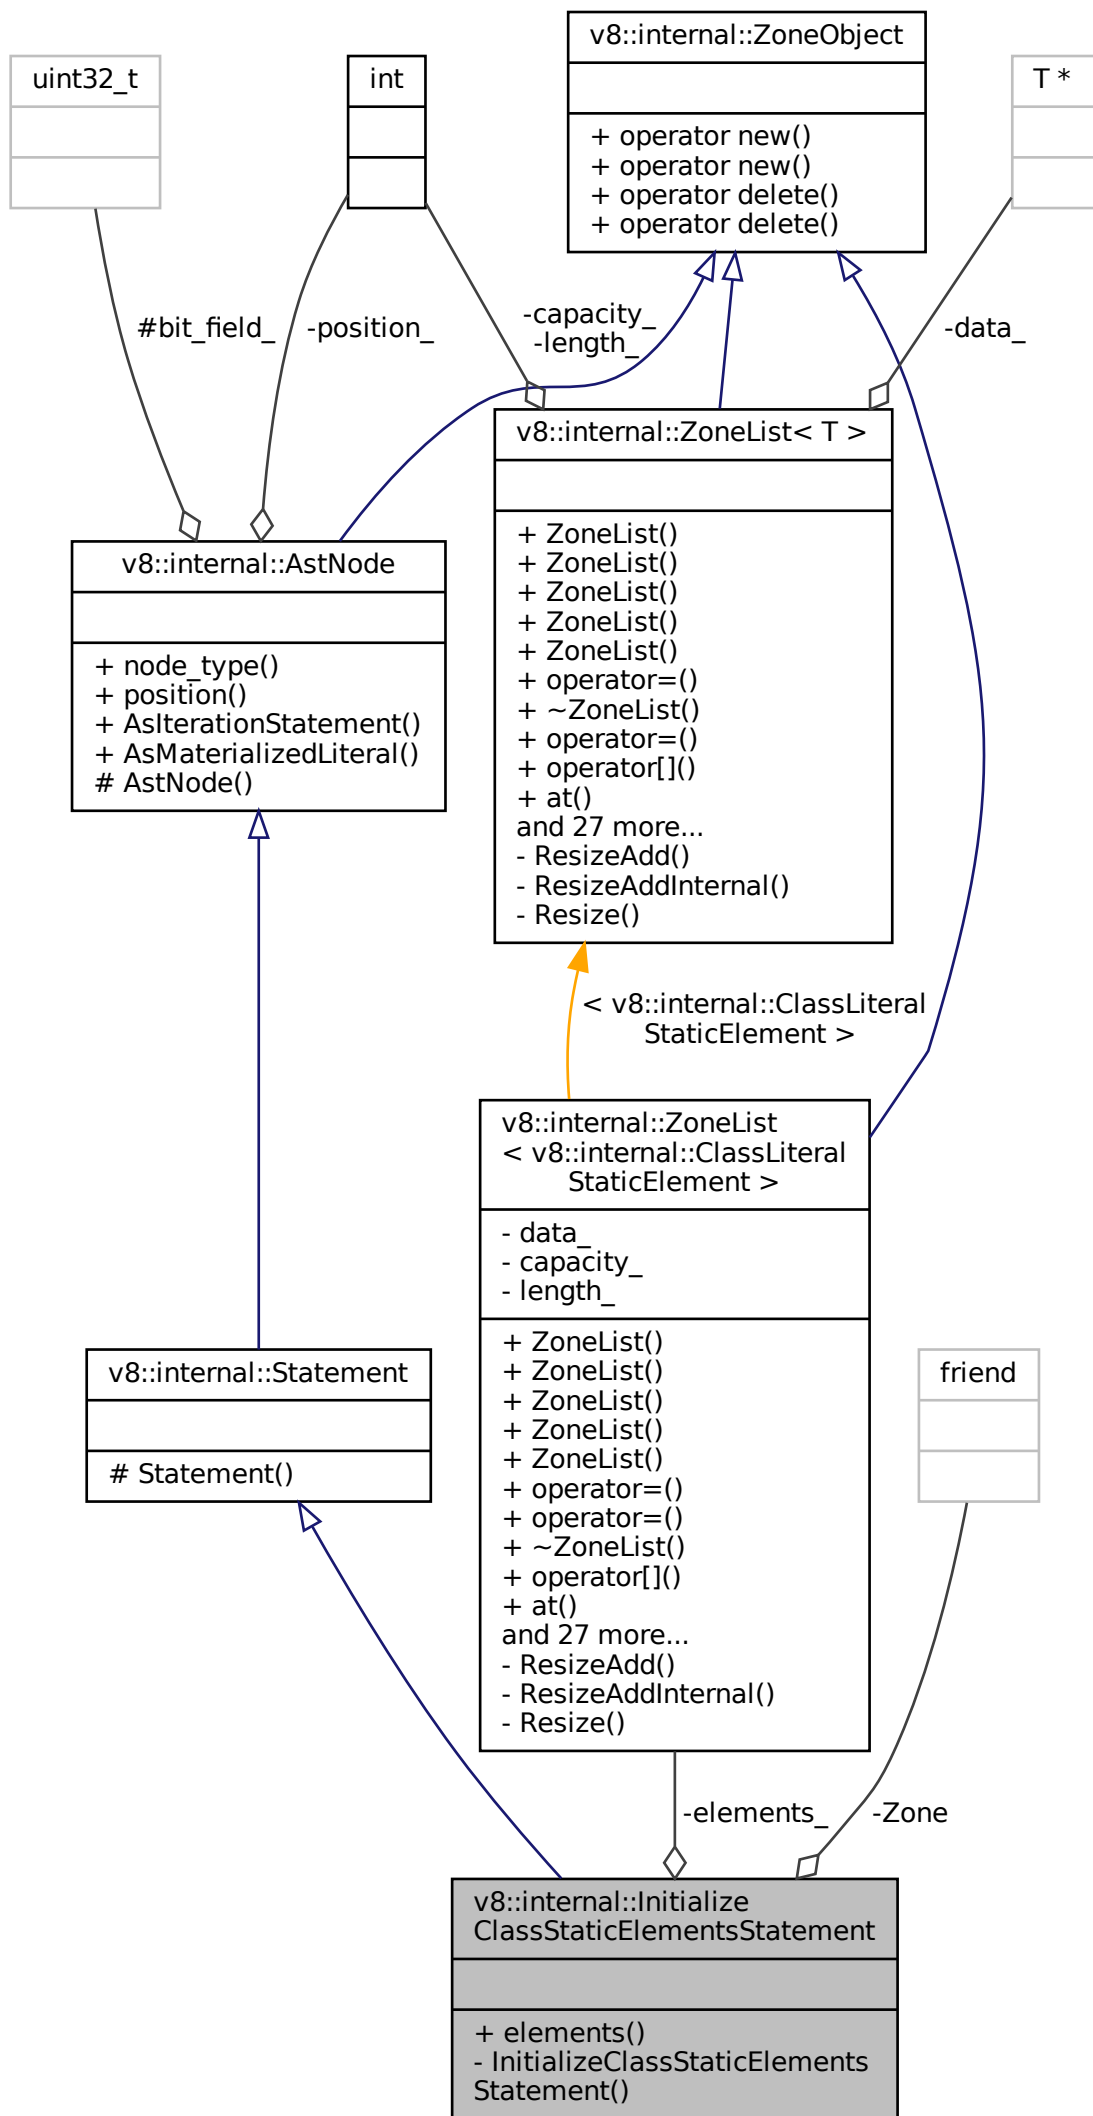 uint32_t
int
v8::internal::ZoneObject
+ operator new()
+ operator new()
+ operator delete()
+ operator delete()
T *
#bit_field_
-position_
-capacity_
-length_
-data_
v8::internal::ZoneList< T >
+ ZoneList()
+ ZoneList()
+ ZoneList()
+ ZoneList()
+ ZoneList()
+ operator=()
+ ~ZoneList()
+ operator=()
+ operator[]()
+ at()
and 27 more...
- ResizeAdd()
- ResizeAddInternal()
- Resize()
v8::internal::AstNode
+ node_type()
+ position()
+ AsIterationStatement()
+ AsMaterializedLiteral()
# AstNode()
< v8::internal::ClassLiteral
StaticElement >
v8::internal::ZoneList
< v8::internal::ClassLiteral
StaticElement >
- data_
- capacity_
- length_
+ ZoneList()
+ ZoneList()
+ ZoneList()
+ ZoneList()
+ ZoneList()
+ operator=()
+ operator=()
+ ~ZoneList()
+ operator[]()
+ at()
and 27 more...
- ResizeAdd()
- ResizeAddInternal()
- Resize()
v8::internal::Statement
# Statement()
friend
-elements_
-Zone
v8::internal::Initialize
ClassStaticElementsStatement
+ elements()
- InitializeClassStaticElements
Statement()